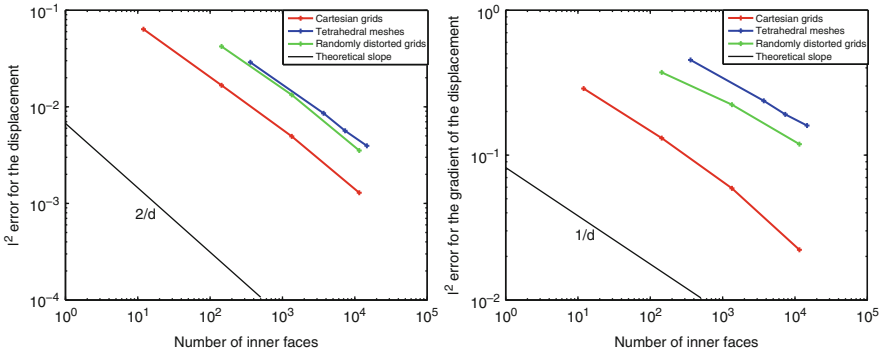 10^-1
10^-2
10^-3
10^-4
l^2 error for the displacement
Cartesian grids
Tetrahedral meshes
Randomly distorted grids
Theoretical slope
2/d
10^0 10^1 10^2 10^3 10^4 10^5
Number of inner faces
10^0
10^-1
10^-2
l^2 error for the gradient of the displacement
Cartesian grids
Tetrahedral meshes
Randomly distorted grids
Theoretical slope
1/d
10^0 10^1 10^2 10^3 10^4 10^5
Number of inner faces